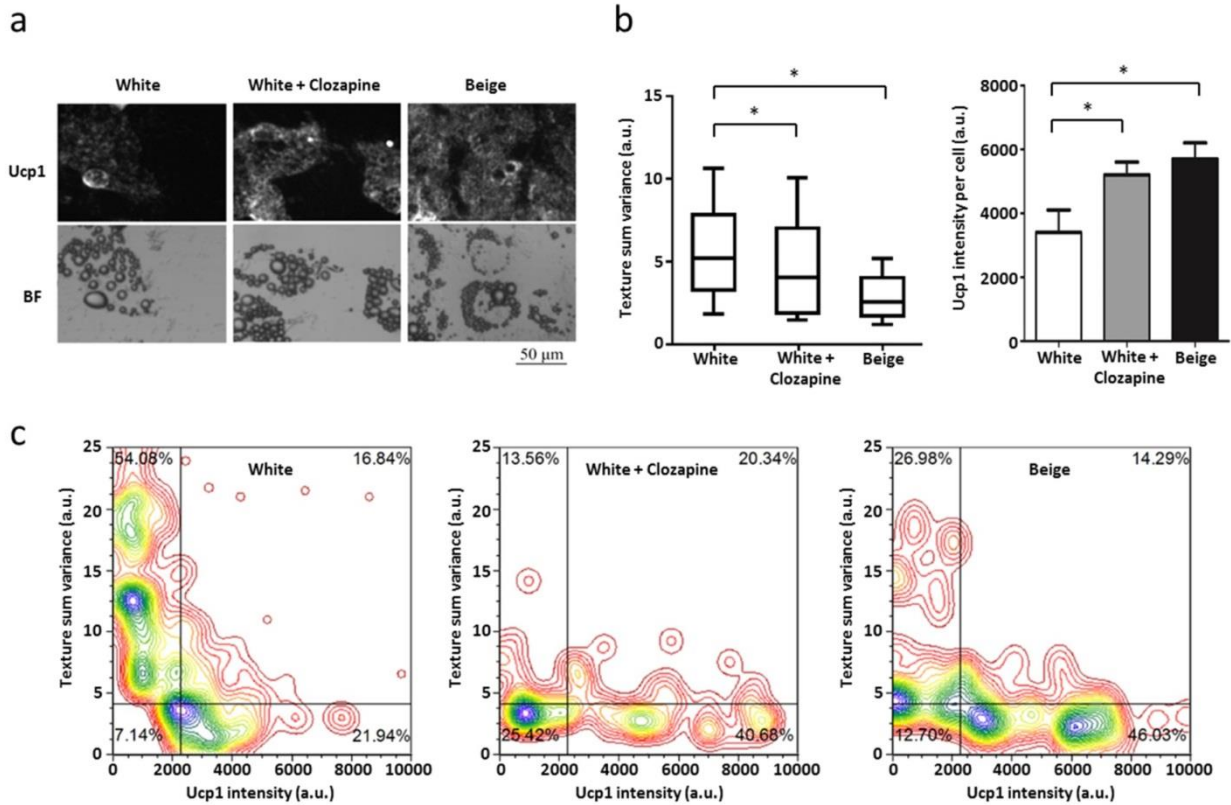 a
White
White + Clozapine
Beige
Ucp1
BF
50 µm
b
Texture sum variance (a.u.)
15
10
5
0
*
*
White
White +
Clozapine
Beige
Ucp1 intensity per cell (a.u.)
8000
6000
4000
2000
0
*
*
White
White +
Clozapine
Beige
c
Texture sum variance (a.u.)
25
20
15
10
5
0
54.08%
White
16.84%
7.14%
21.94%
0 2000 4000 6000 8000 10000
Ucp1 intensity (a.u.)
Texture sum variance (a.u.)
25
20
15
10
5
0
13.56%
White + Clozapine
20.34%
25.42%
40.68%
0 2000 4000 6000 8000 10000
Ucp1 intensity (a.u.)
Texture sum variance (a.u.)
25
20
15
10
5
0
26.98%
Beige
14.29%
12.70%
46.03%
0 2000 4000 6000 8000 10000
Ucp1 intensity (a.u.)